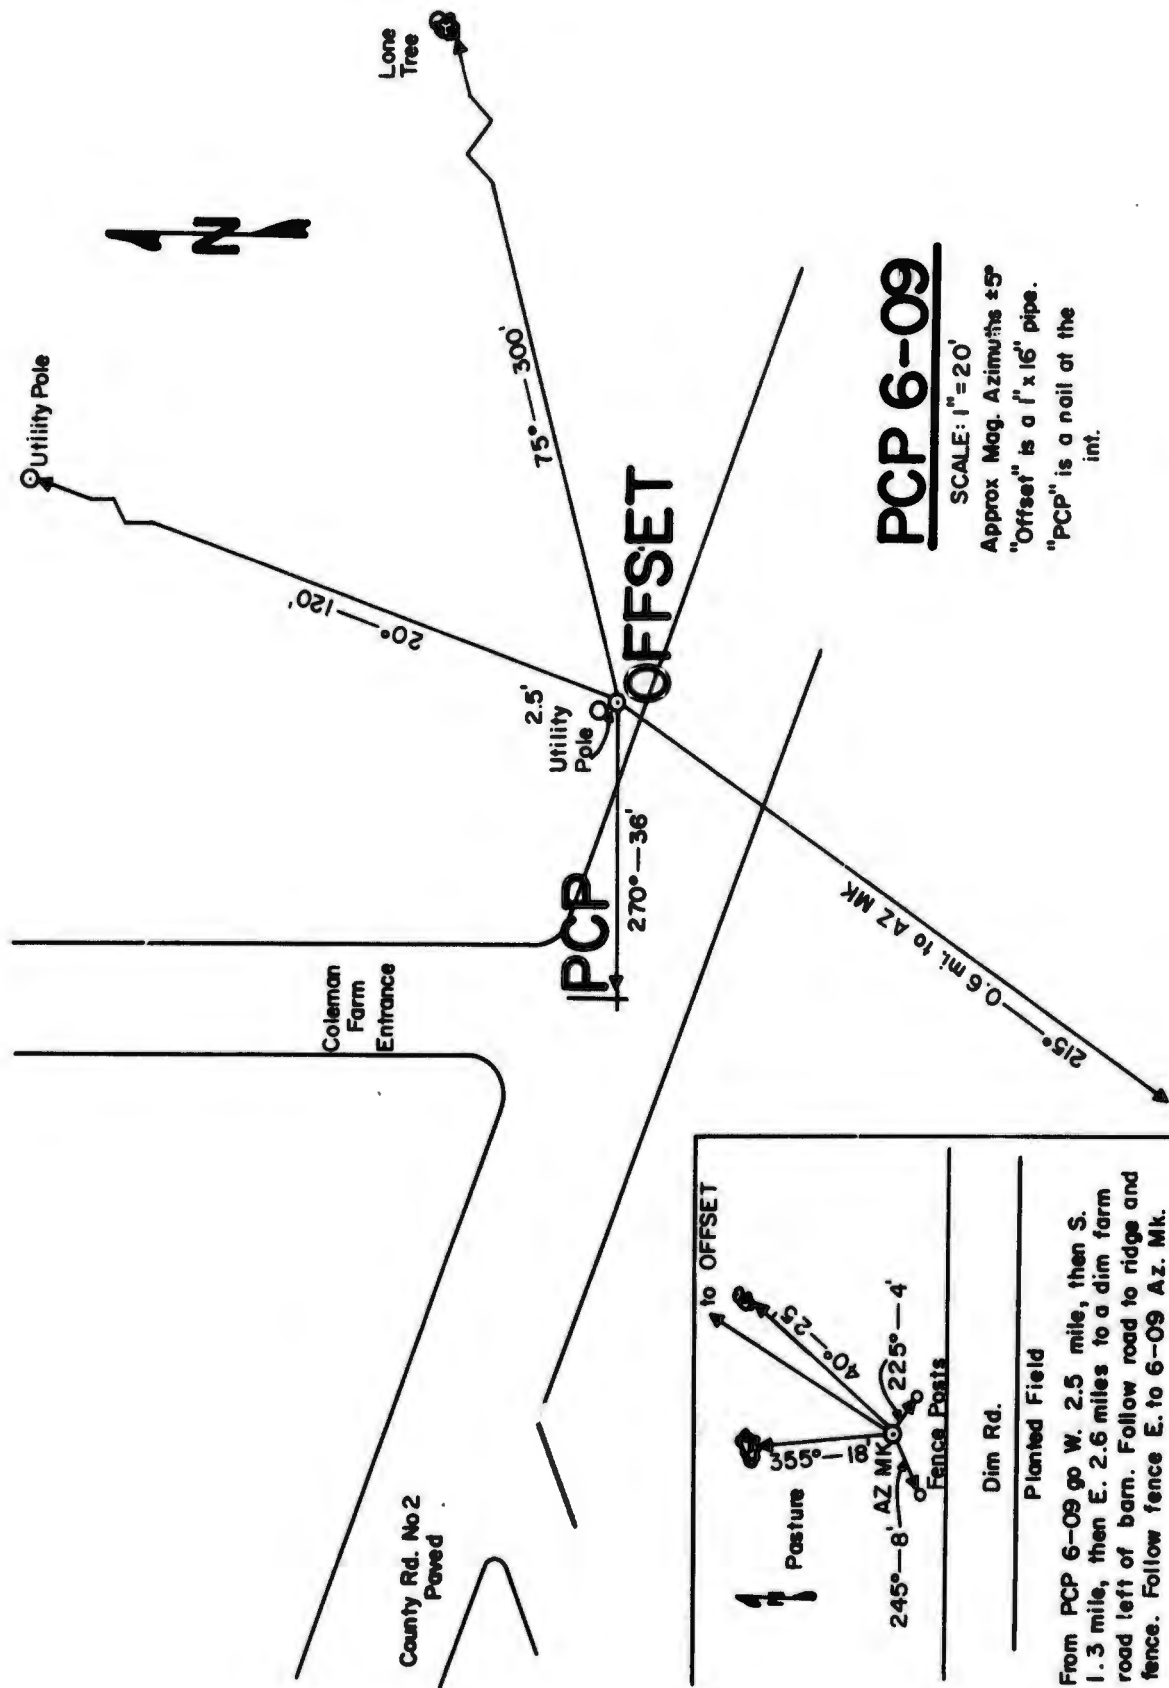 Lone
Tree
N
Utility Pole
75°—300'
20°—120'
2.5'
Utility
Pole
OFFSET
PCP
270°—36'
Coleman
Farm
Entrance
215°—0.6 mi. to AZ MK
County Rd. No2
Paved
PCP 6-09
SCALE: 1"=20'
Approx Mag. Azimuths ±5°
"Offset" is a 1"x16" pipe.
"PCP" is a nail at the
int.
to OFFSET
40°—25'
355°—18'
225°—4'
Pasture
AZ MK
245°—8'
Fence Posts
Dim Rd.
Planted Field
From PCP 6-09 go W. 2.5 mile, then S.
1.3 mile, then E. 2.6 miles to a dim farm
road left of barn. Follow road to ridge and
fence. Follow fence E. to 6-09 Az. Mk.